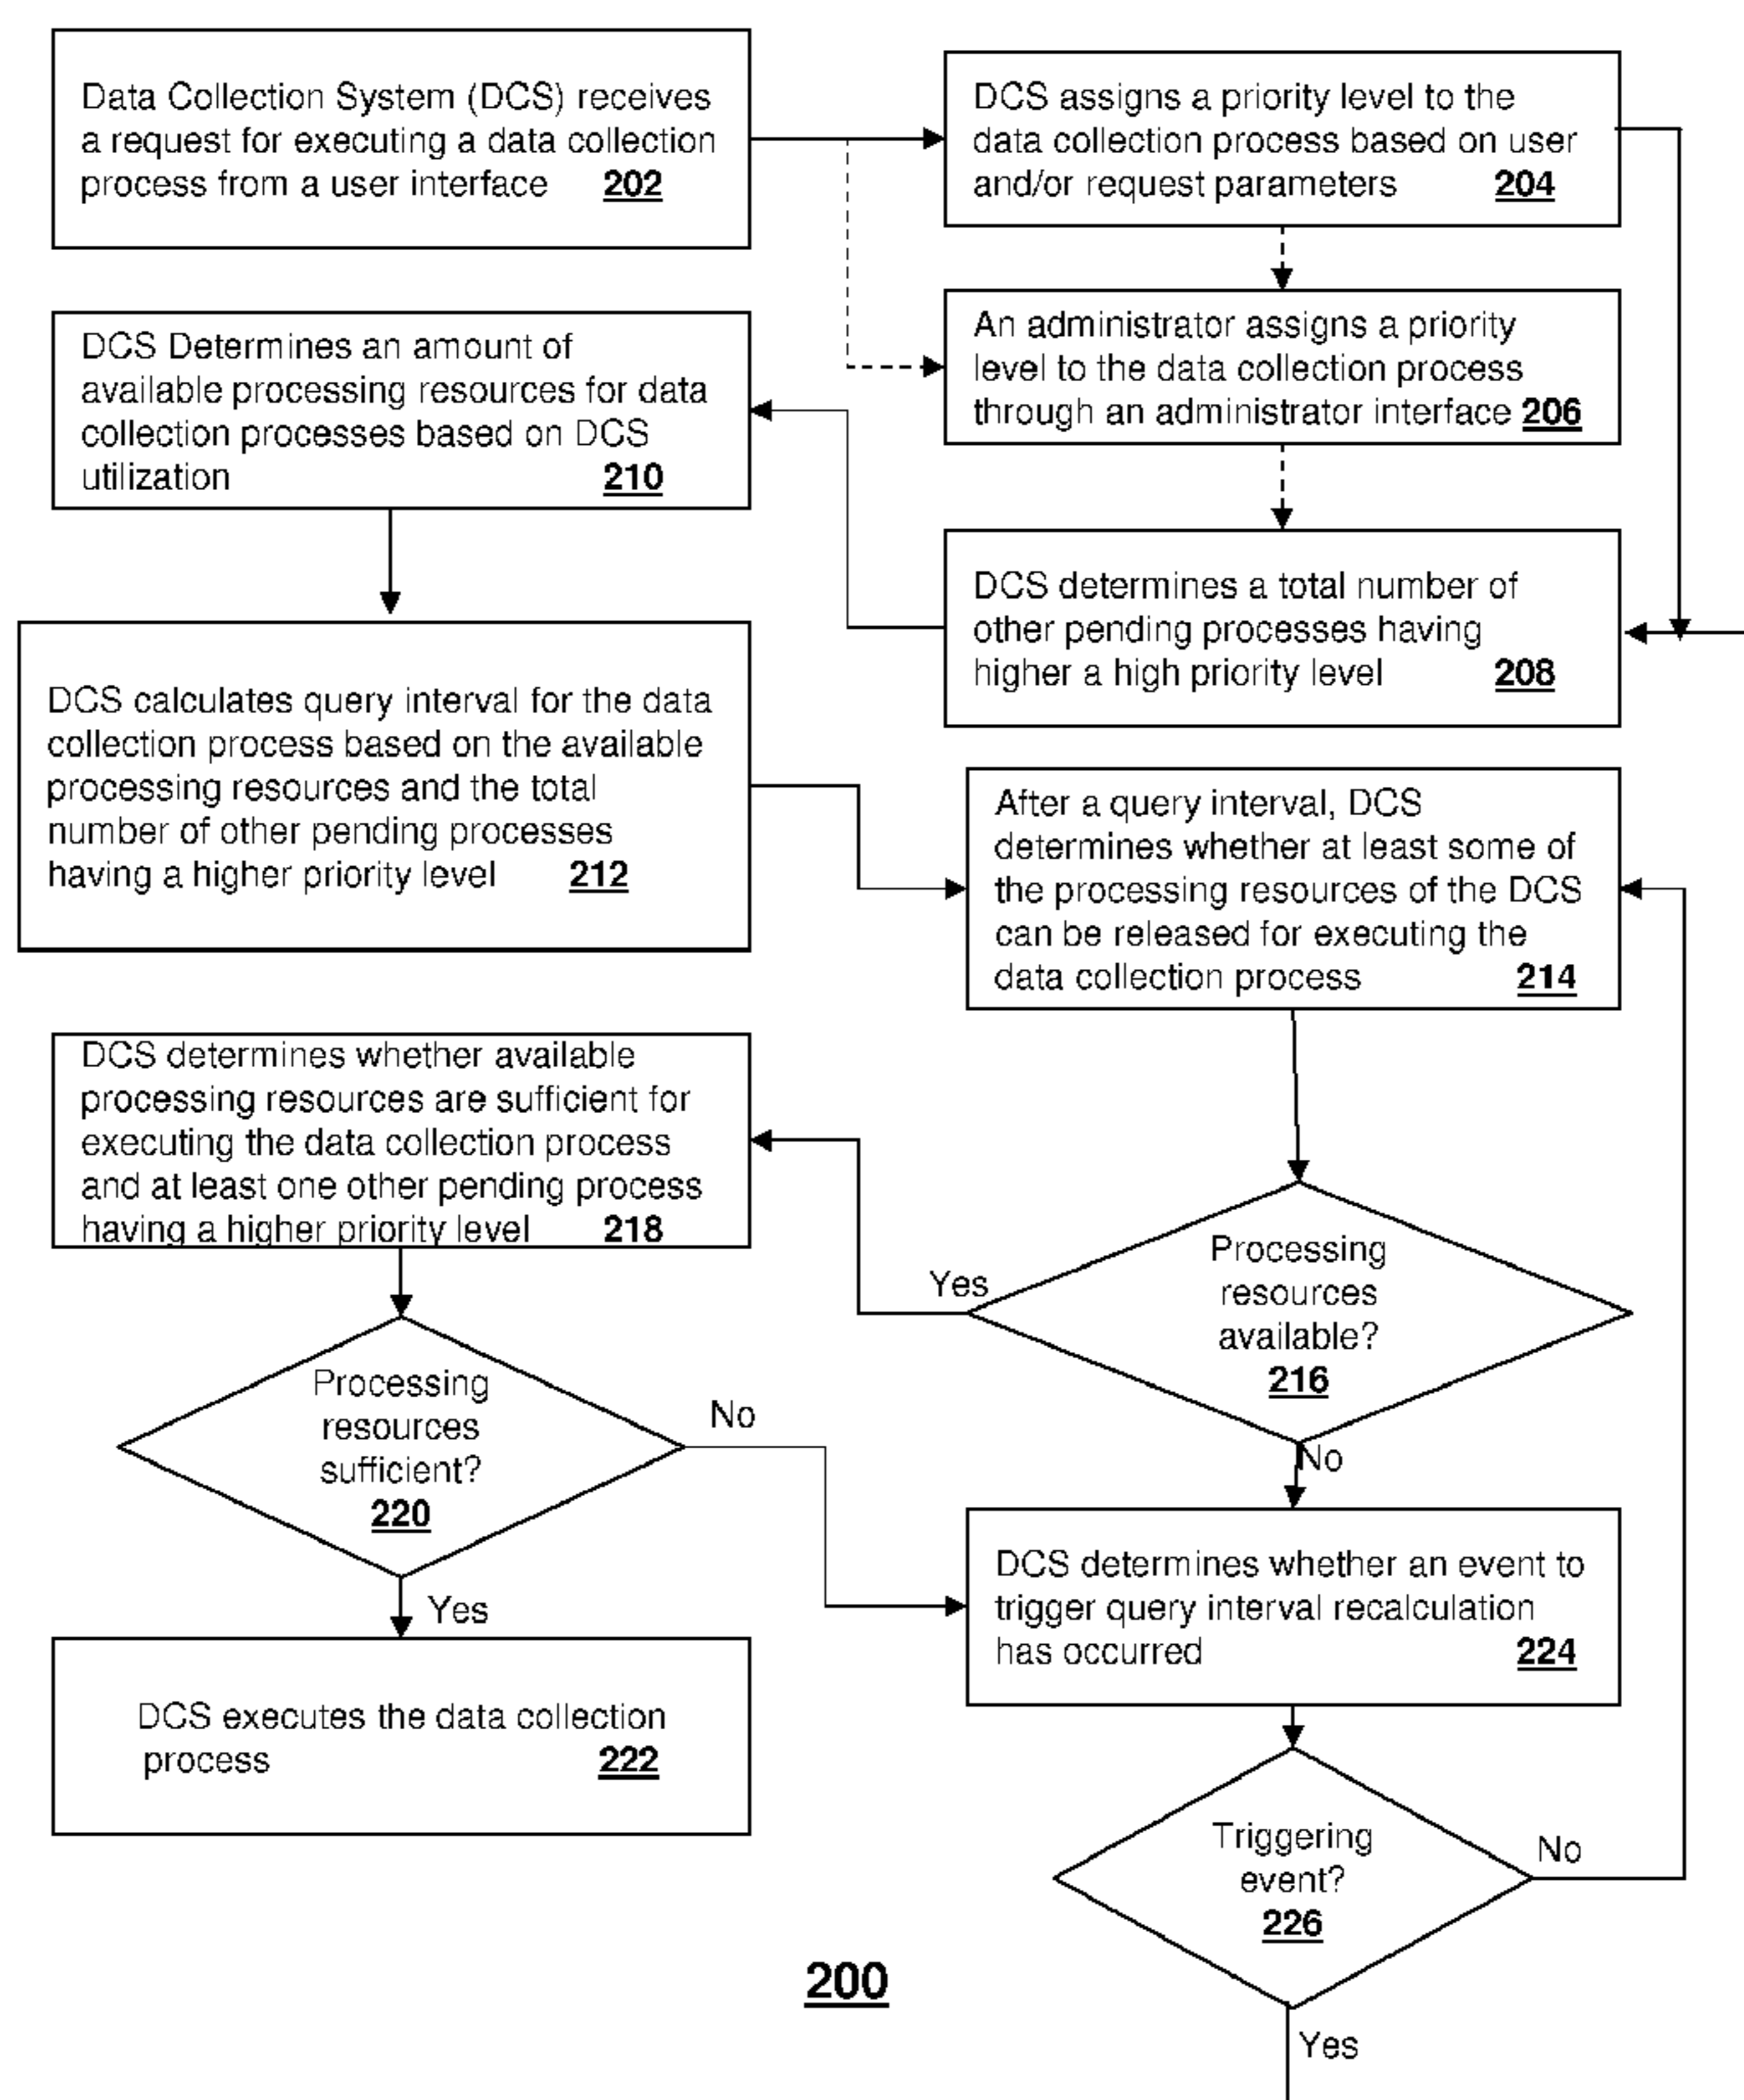 Data Collection System (DCS) receives
a request for executing a data collection
process from a user interface 202
DCS assigns a priority level to the
data collection process based on user
and/or request parameters 204
An administrator assigns a priority
level to the data collection process
through an administrator interface 206
DCS determines a total number of
other pending processes having
higher a high priority level 208
DCS Determines an amount of
available processing resources for data
collection processes based on DCS
utilization 210
DCS calculates query interval for the data
collection process based on the available
processing resources and the total
number of other pending processes
having a higher priority level 212
After a query interval, DCS
determines whether at least some of
the processing resources of the DCS
can be released for executing the
data collection process 214
Processing
resources
available?
216
Yes
No
DCS determines whether available
processing resources are sufficient for
executing the data collection process
and at least one other pending process
having a higher priority level 218
Processing
resources
sufficient?
220
No
Yes
DCS executes the data collection
process 222
DCS determines whether an event to
trigger query interval recalculation
has occurred 224
Triggering
event?
226
No
Yes
200